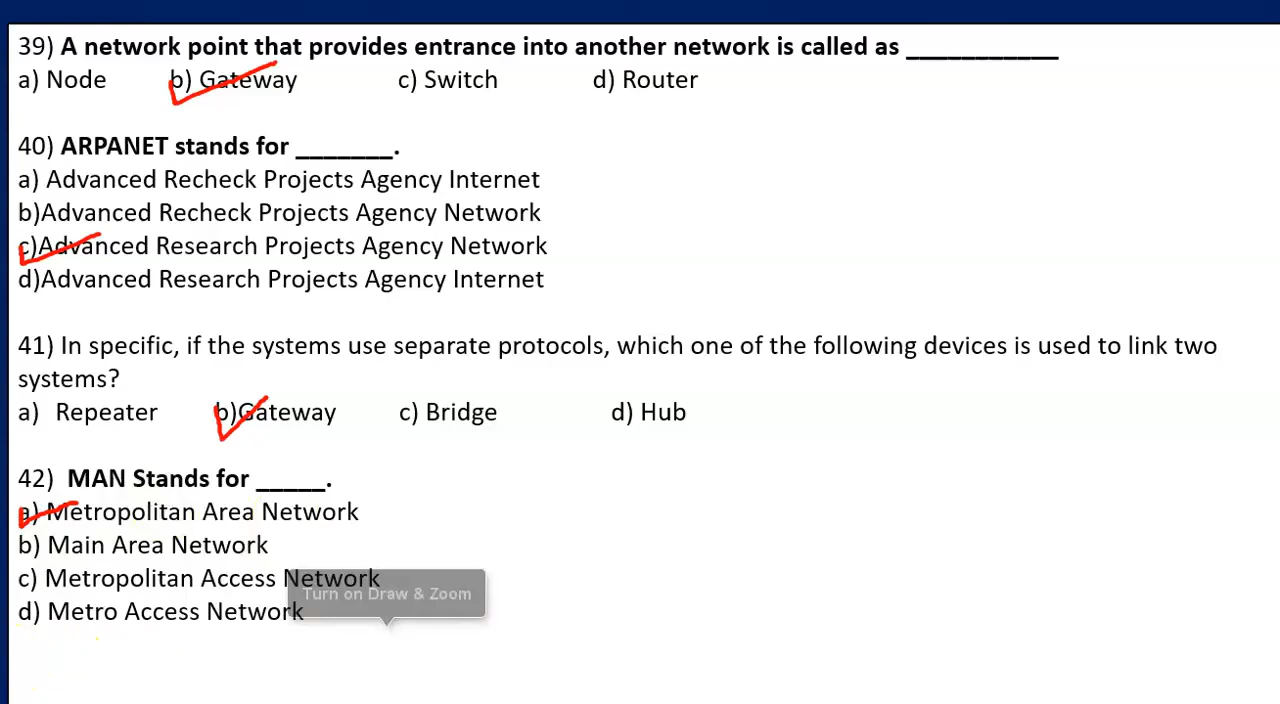 39) A network point that provides entrance into another network is called as ___________
a) Node b) Gateway c) Switch d) Router
40) ARPANET stands for _______.
a) Advanced Recheck Projects Agency Internet
b)Advanced Recheck Projects Agency Network
c)Advanced Research Projects Agency Network
d)Advanced Research Projects Agency Internet
41) In specific, if the systems use separate protocols, which one of the following devices is used to link two
systems?
a) Repeater b)Gateway c) Bridge d) Hub
42) MAN Stands for _____.
a) Metropolitan Area Network
b) Main Area Network
c) Metropolitan Access Network
Turn on Draw & Zoom
d) Metro Access Network